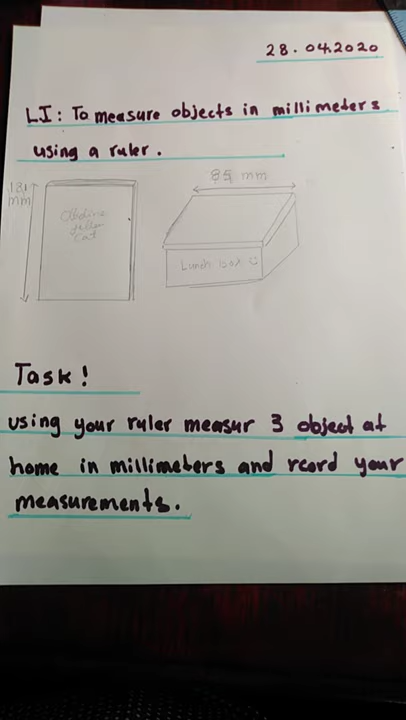 28.04.2020
LI: To measure objects in millimeters
using a ruler.
85 mm
181
mm
Cat
Lunch box
Task!
using your ruler measur 3 object at
home in millimeters and rcord your
measurements.